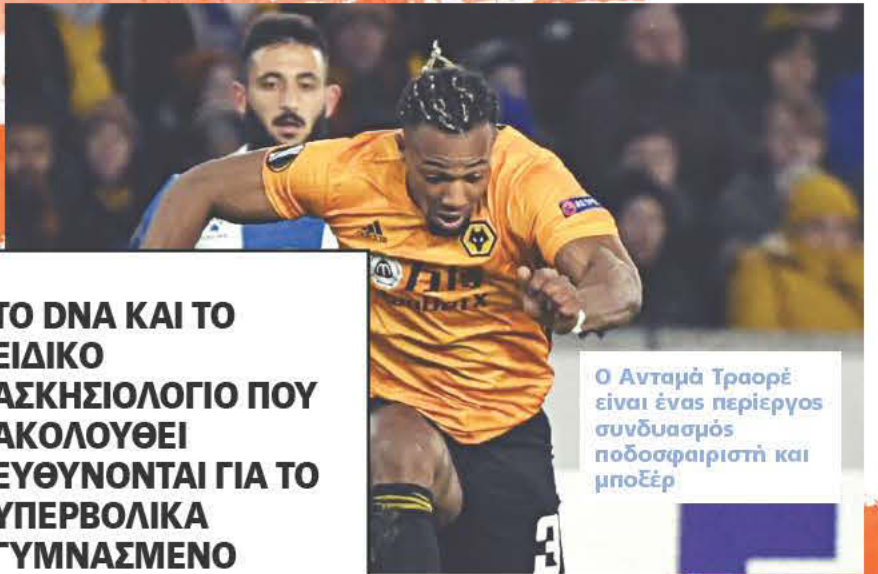 ΤΟ DNA ΚΑΙ ΤΟ
ΕΙΔΙΚΟ
ΑΣΚΗΣΙΟΛΟΓΙΟ ΠΟΥ
ΑΚΟΛΟΥΘΕΙ
ΕΥΘΥΝΟΝΤΑΙ ΓΙΑ ΤΟ
ΥΠΕΡΒΟΛΙΚΑ
ΓΥΜΝΑΣΜΕΝΟ
Ο Ανταμά Τραορέ
είναι ένας περίεργος
συνδυασμός
ποδοσφαιριστή και
μποξέρ
3